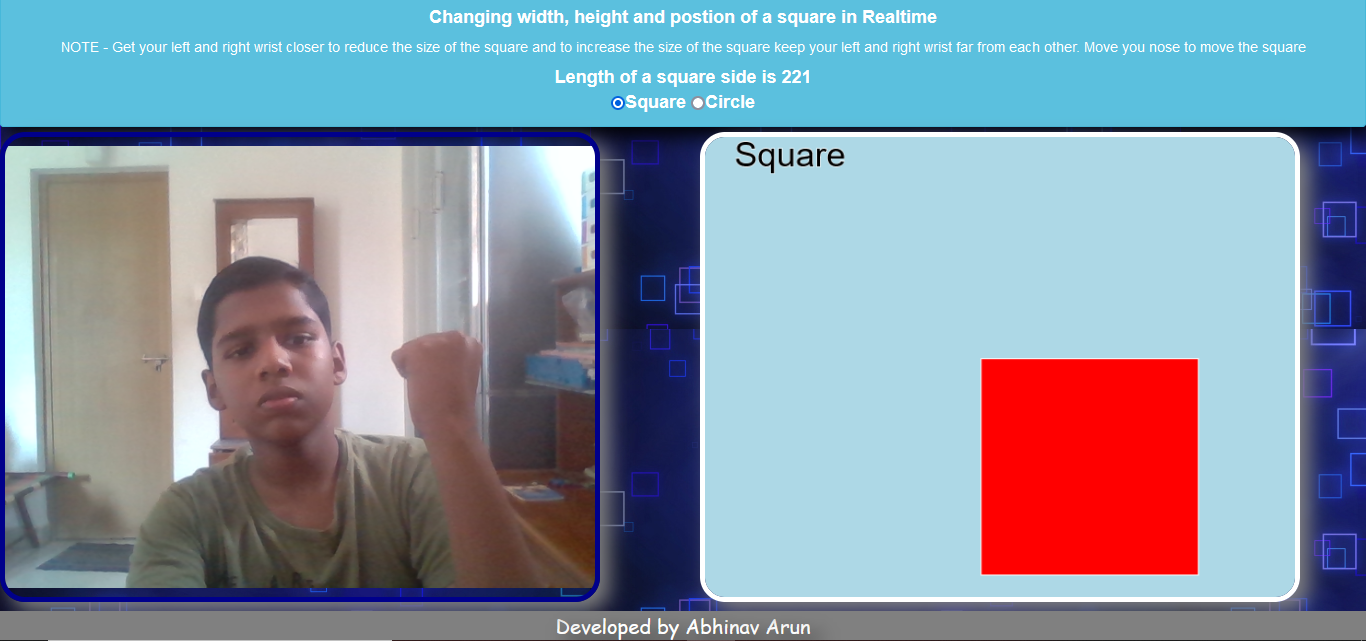 Changing width, height and postion of a square in Realtime
NOTE - Get your left and right wrist closer to reduce the size of the square and to increase the size of the square keep your left and right wrist far from each other. Move you nose to move the square
Length of a square side is 221
Square Circle
Square
Developed by Abhinav Arun